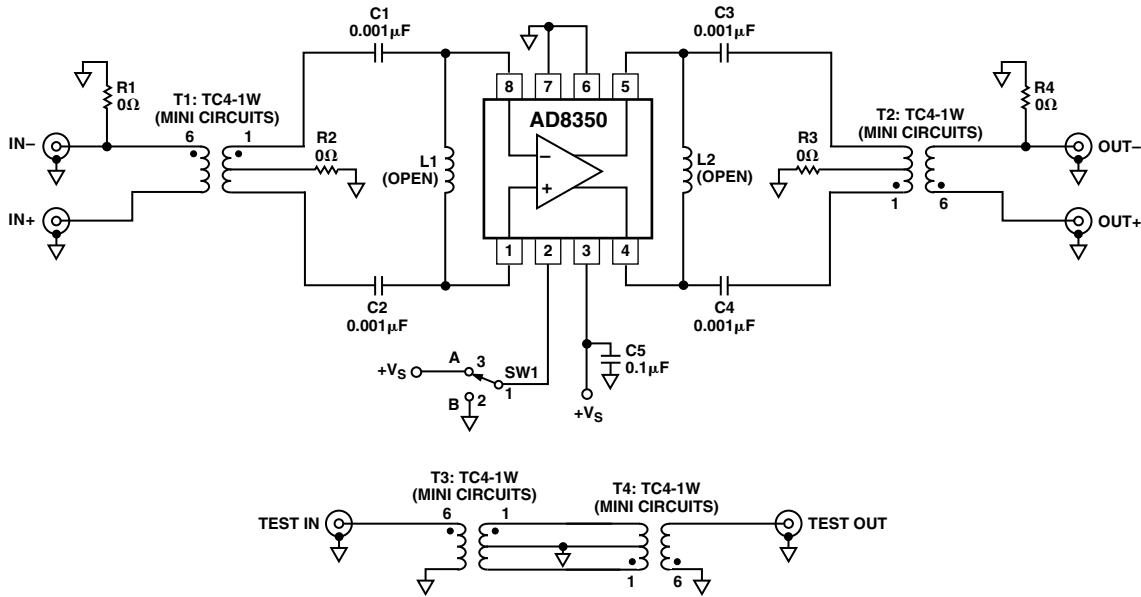 C1
0.001µF
C3
0.001µF
R1
0Ω
T1: TC4-1W
(MINI CIRCUITS)
6
1
IN–
IN+
R2
0Ω
L1
(OPEN)
8
7
6
5
AD8350
–
+
1
2
3
4
L2
(OPEN)
R3
0Ω
T2: TC4-1W
(MINI CIRCUITS)
1
6
R4
0Ω
OUT–
OUT+
C2
0.001µF
C4
0.001µF
C5
0.1µF
+VS
A
3
SW1
1
B
2
+VS
T3: TC4-1W
(MINI CIRCUITS)
6
1
T4: TC4-1W
(MINI CIRCUITS)
1
6
TEST IN
TEST OUT